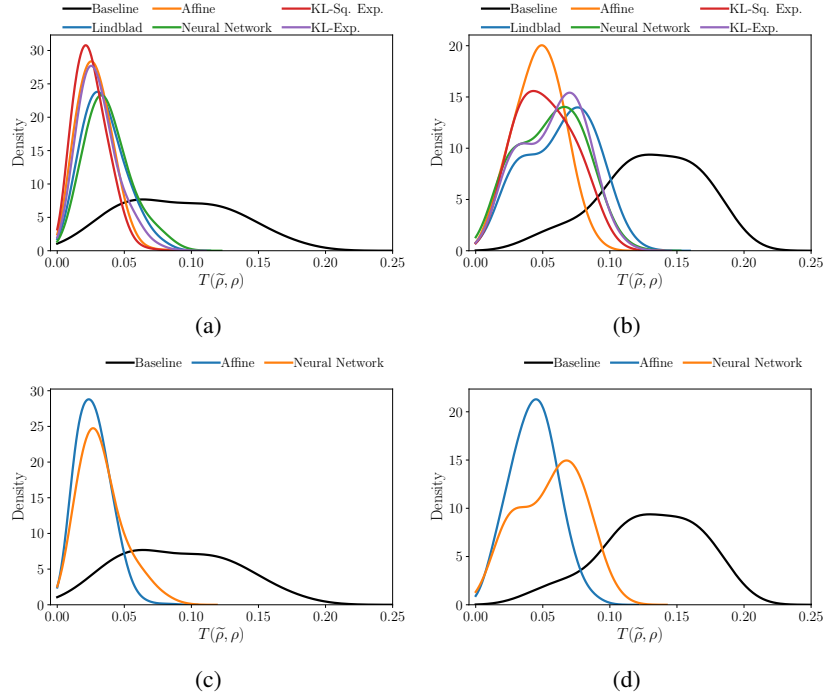 Baseline Affine KL-Sq. Exp.
Lindblad Neural Network KL-Exp.
30
25
20
15
10
5
0
Density
0.00 0.05 0.10 0.15 0.20 0.25
T(ρ̃, ρ)
(a)
Baseline Affine KL-Sq. Exp.
Lindblad Neural Network KL-Exp.
20
15
10
5
0
Density
0.00 0.05 0.10 0.15 0.20 0.25
T(ρ̃, ρ)
(b)
Baseline Affine Neural Network
30
25
20
15
10
5
0
Density
0.00 0.05 0.10 0.15 0.20 0.25
T(ρ̃, ρ)
(c)
Baseline Affine Neural Network
20
15
10
5
0
Density
0.00 0.05 0.10 0.15 0.20 0.25
T(ρ̃, ρ)
(d)